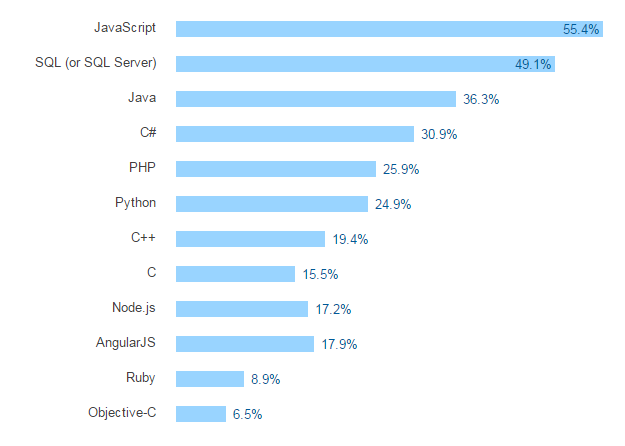 JavaScript 55.4%
SQL (or SQL Server) 49.1%
Java 36.3%
C# 30.9%
PHP 25.9%
Python 24.9%
C++ 19.4%
C 15.5%
Node.js 17.2%
AngularJS 17.9%
Ruby 8.9%
Objective-C 6.5%